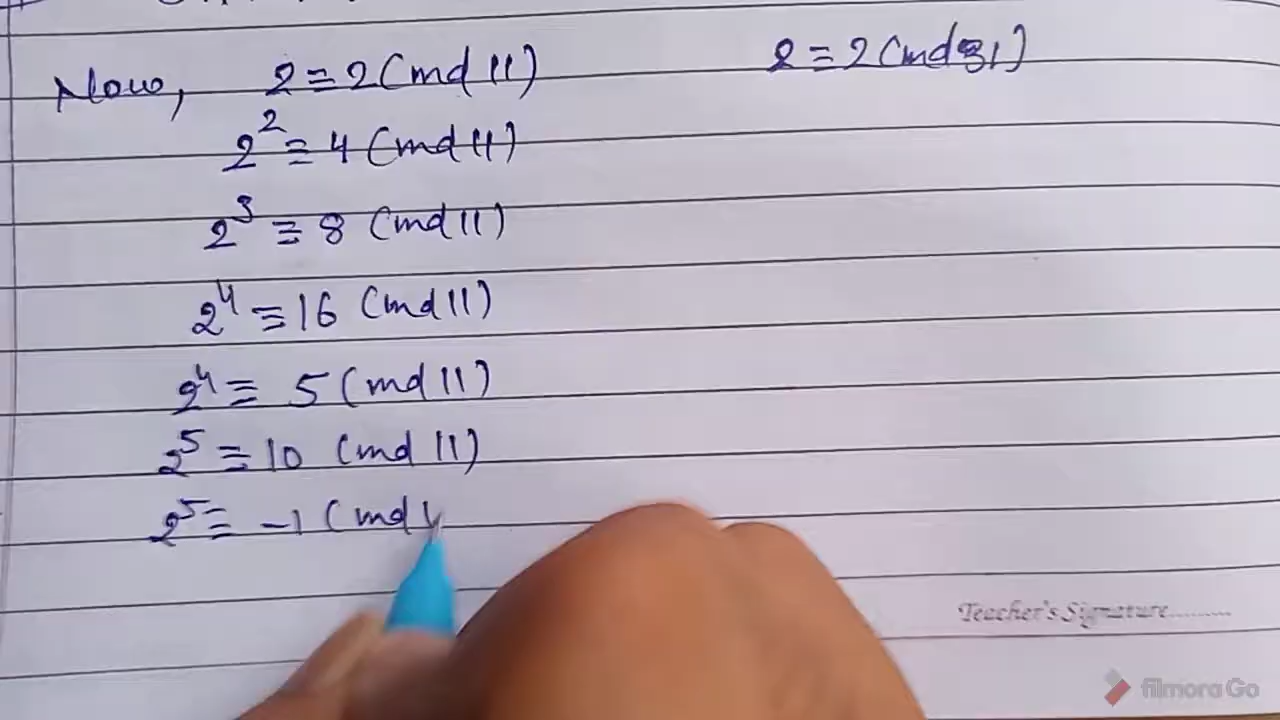 Now, 2 ≡ 2 (md 11) 2 ≡ 2 (md 31)
2² ≡ 4 (md 11)
2³ ≡ 8 (md 11)
2⁴ ≡ 16 (md 11)
2⁴ ≡ 5 (md 11)
2⁵ ≡ 10 (md 11)
2⁵ ≡ -1 (md 1
Teacher's Signature..........
filmora Go